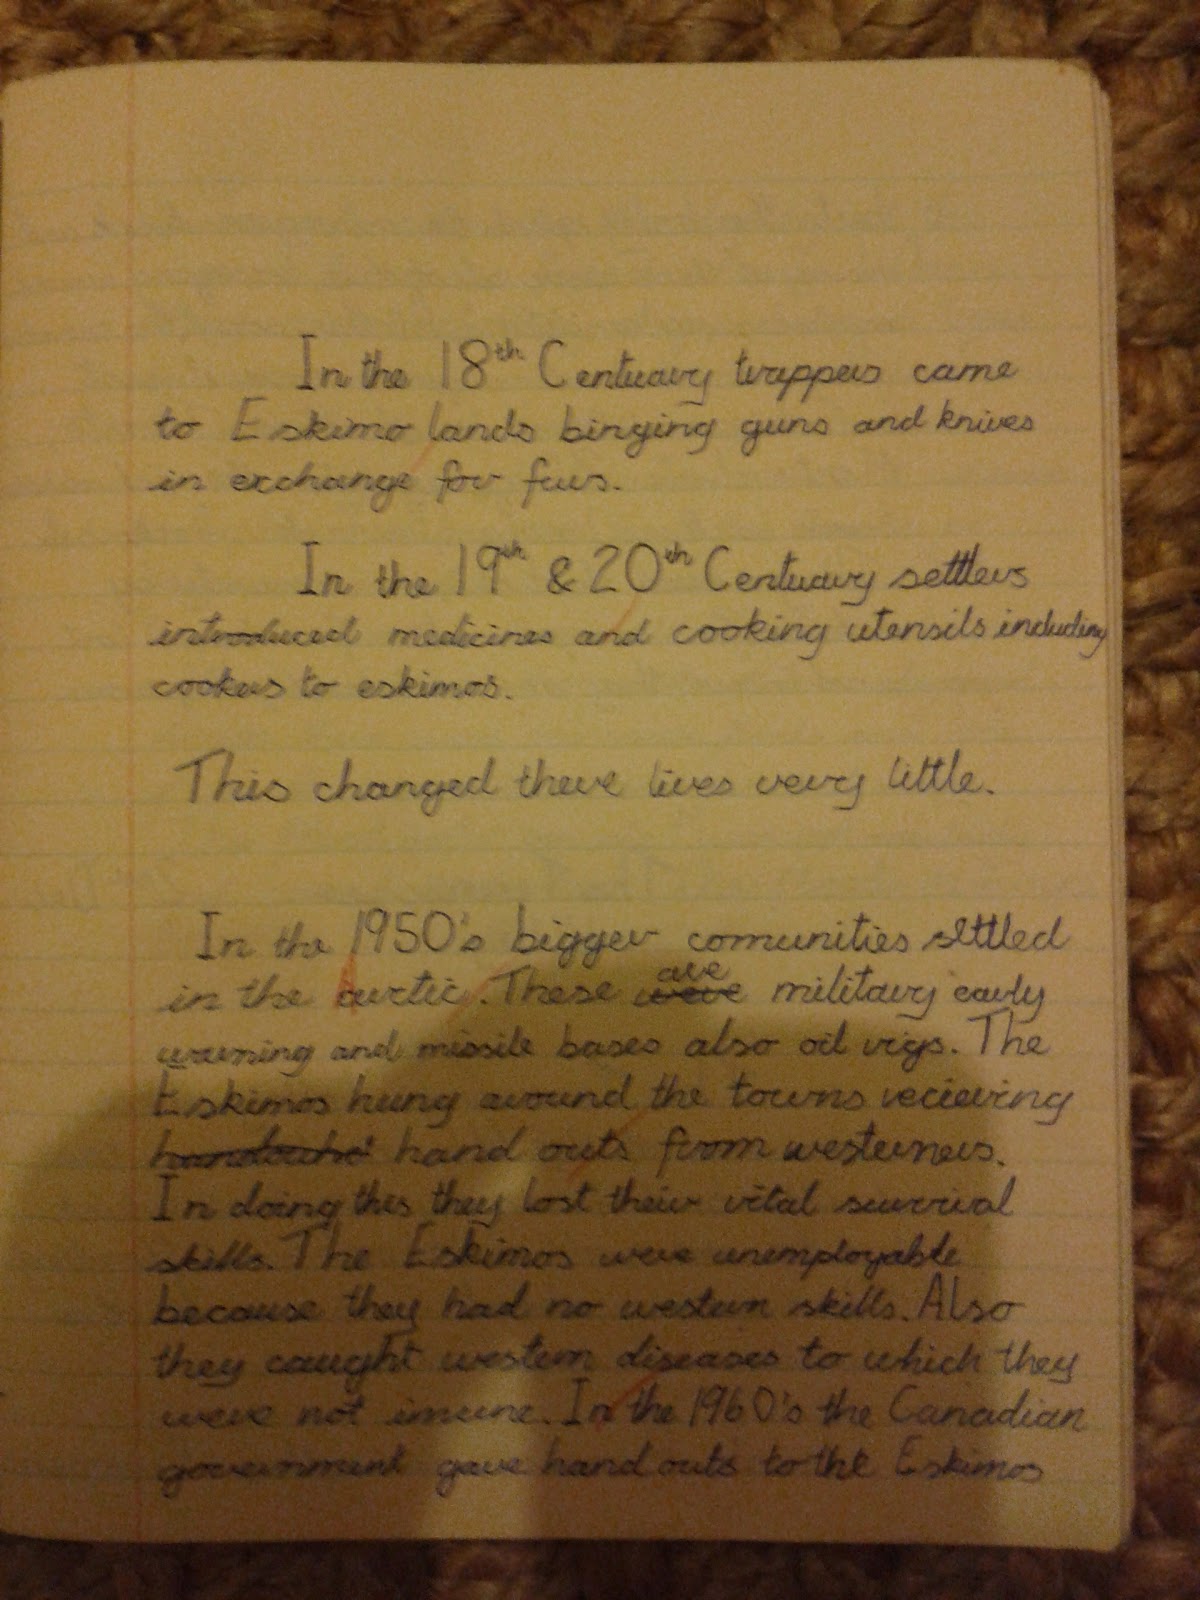 In the 18th Centuary trappers came
to Eskimo lands binging guns and knives
in exchange for furs.
In the 19th & 20th Centuary settlers
introduced medicines and cooking utensils including
cookers to eskimos.
This changed there lives very little.
In the 1950's bigger comunities settled
in the artic. These are military early
warning and missile bases also oil rigs. The
Eskimos hung around the towns recieving
hand outs from westerners.
In doing this they lost their vital survival
skills. The Eskimos were unemployable
because they had no western skills. Also
they caught western diseases to which they
were not imune. In the 1960's the Canadian
government gave hand outs to the Eskimos